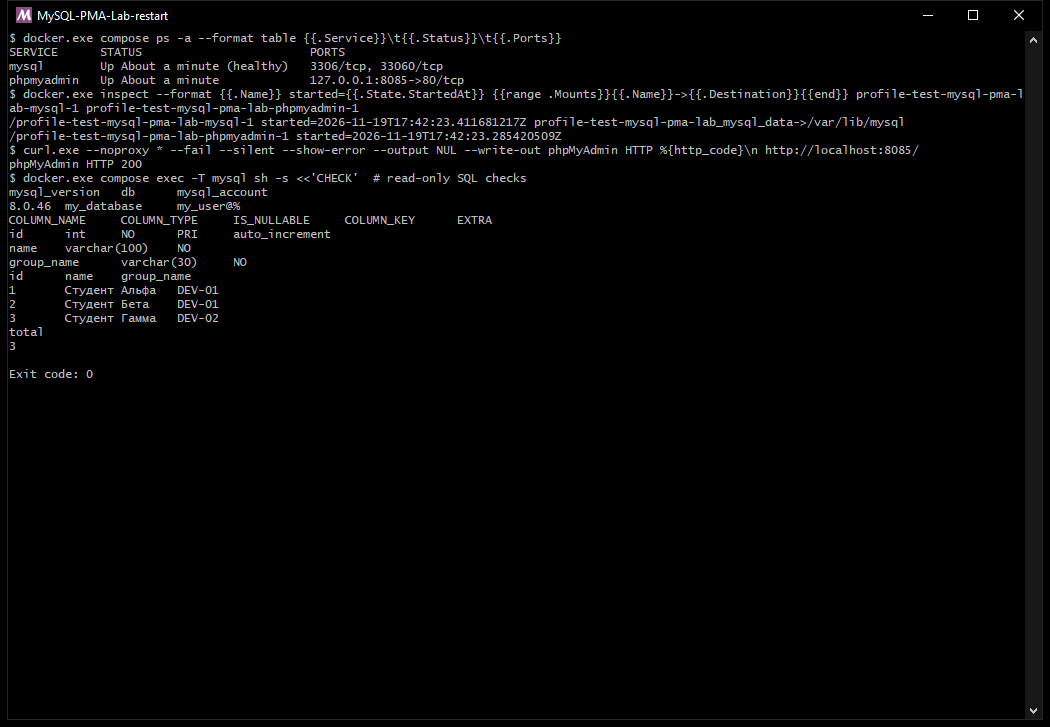 MySQL-PMA-Lab-restart
$ docker.exe compose ps -a --format table {{.Service}}\t{{.Status}}\t{{.Ports}}
SERVICE      STATUS                        PORTS
mysql        Up About a minute (healthy)   3306/tcp, 33060/tcp
phpmyadmin   Up About a minute             127.0.0.1:8085->80/tcp
$ docker.exe inspect --format {{.Name}} started={{.State.StartedAt}} {{range .Mounts}}{{.Name}}->{{.Destination}}{{end}} profile-test-mysql-pma-l
ab-mysql-1 profile-test-mysql-pma-lab-phpmyadmin-1
/profile-test-mysql-pma-lab-mysql-1 started=2026-11-19T17:42:23.411681217Z profile-test-mysql-pma-lab_mysql_data->/var/lib/mysql
/profile-test-mysql-pma-lab-phpmyadmin-1 started=2026-11-19T17:42:23.285420509Z
$ curl.exe --noproxy * --fail --silent --show-error --output NUL --write-out phpMyAdmin HTTP %{http_code}\n http://localhost:8085/
phpMyAdmin HTTP 200
$ docker.exe compose exec -T mysql sh -s <<'CHECK'  # read-only SQL checks
mysql_version   db      mysql_account
8.0.46  my_database     my_user@%
COLUMN_NAME     COLUMN_TYPE     IS_NULLABLE     COLUMN_KEY      EXTRA
id      int     NO      PRI     auto_increment
name    varchar(100)    NO
group_name      varchar(30)     NO
id      name    group_name
1       Студент Альфа   DEV-01
2       Студент Бета    DEV-01
3       Студент Гамма   DEV-02
total
3
Exit code: 0